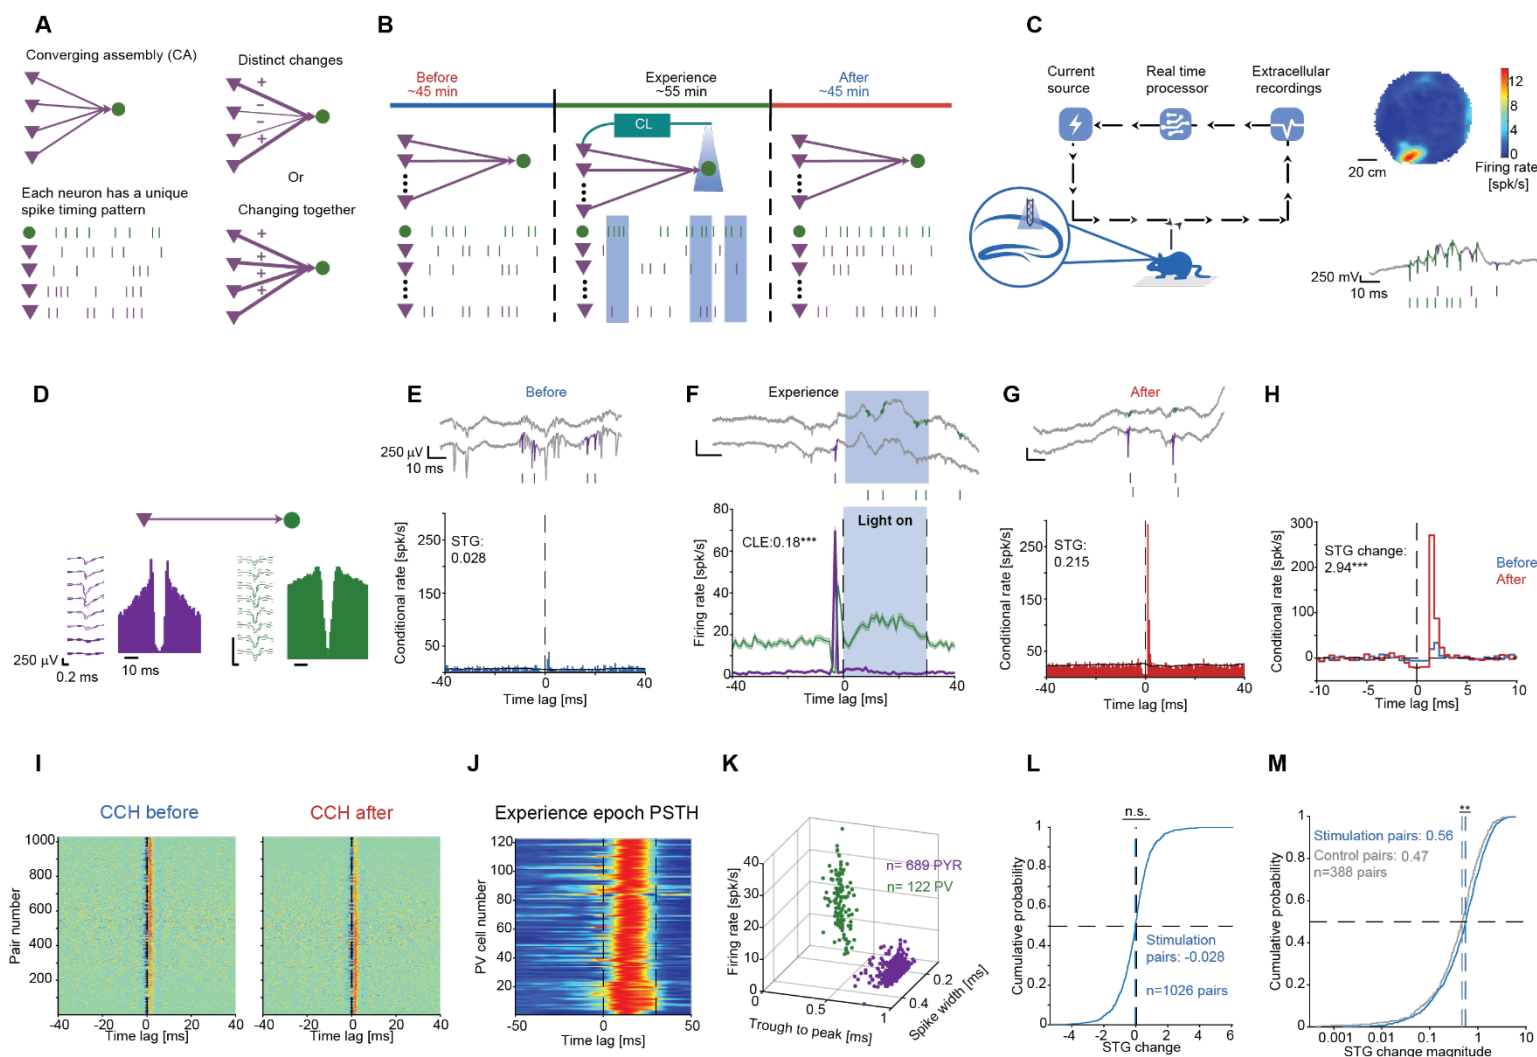 A
Converging assembly (CA)
Distinct changes
+
−
−
+
Or
Each neuron has a unique
spike timing pattern
Changing together
+
+
+
+
B
Before
~45 min
Experience
~55 min
After
~45 min
CL
C
Current
source
Real time
processor
Extracellular
recordings
12
8
4
0
20 cm
Firing rate
[spk/s]
250 mV
10 ms
D
250 µV
0.2 ms
10 ms
E
Before
250 µV
10 ms
Conditional rate [spk/s]
250
150
50
STG:
0.028
-40
0
40
Time lag [ms]
F
Experience
Firing rate [spk/s]
80
60
40
20
0
CLE:0.18***
Light on
-40
0
40
Time lag [ms]
G
After
Conditional rate [spk/s]
250
150
50
STG:
0.215
-40
0
40
Time lag [ms]
H
Conditional rate [spk/s]
300
200
100
0
STG change:
2.94***
Before
After
-10
-5
0
5
10
Time lag [ms]
I
CCH before
CCH after
Pair number
1000
800
600
400
200
-40
-20
0
20
40
Time lag [ms]
-40
-20
0
20
40
Time lag [ms]
J
Experience epoch PSTH
PV cell number
120
100
80
60
40
20
-50
0
50
Time lag [ms]
K
Firing rate [spk/s]
40
30
20
10
0
n= 689 PYR
n= 122 PV
0
0.5
1
Trough to peak [ms]
0.2
0.4
Spike width [ms]
L
n.s.
Cumulative probability
1
0.8
0.6
0.4
0.2
0
Stimulation
pairs: -0.028
n=1026 pairs
-4
-2
0
2
4
6
STG change
M
**
Cumulative probability
1
0.8
0.6
0.4
0.2
0
Stimulation pairs: 0.56
Control pairs: 0.47
n=388 pairs
0.001
0.01
0.1
1
10
STG change magnitude